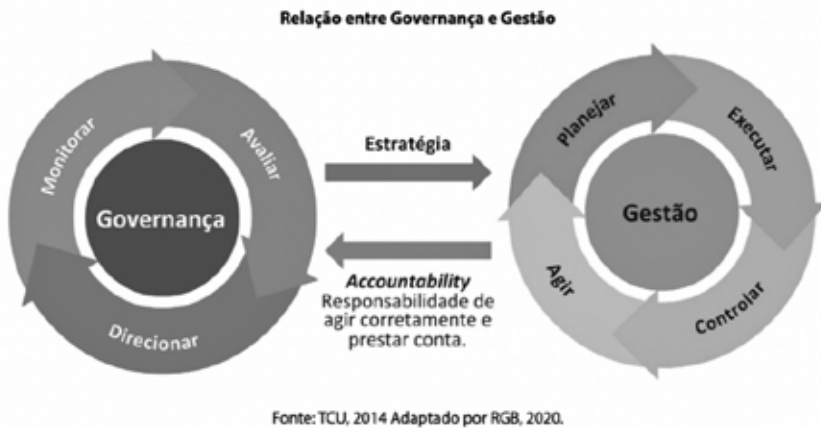 Relação entre Governança e Gestão
Monitorar
Avaliar
Governança
Direcionar
Estratégia
Accountability
Responsabilidade de
agir corretamente e
prestar conta.
Planejar
Executar
Gestão
Agir
Controlar
Fonte: TCU, 2014 Adaptado por RGB, 2020.